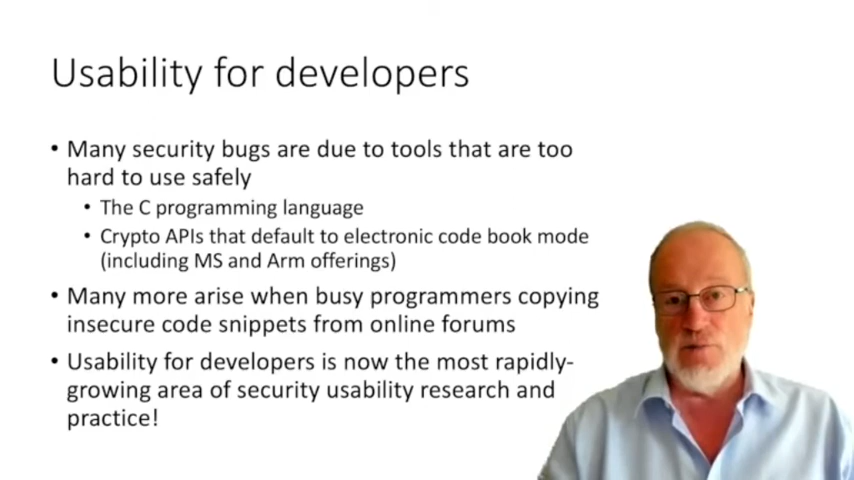 Usability for developers
• Many security bugs are due to tools that are too
hard to use safely
• The C programming language
• Crypto APIs that default to electronic code book mode
(including MS and Arm offerings)
• Many more arise when busy programmers copying
insecure code snippets from online forums
• Usability for developers is now the most rapidly-
growing area of security usability research and
practice!